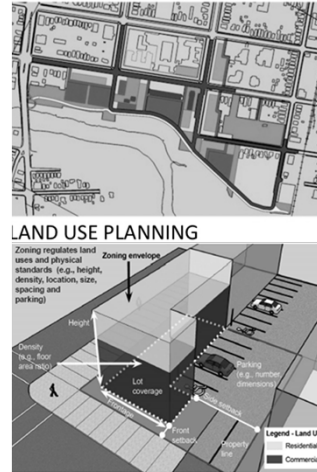 LAND USE PLANNING
Zoning regulates land
uses and physical
standards (e.g., height,
density, location, size,
spacing and
parking)
Zoning envelope
Height
Density
(e.g., floor
area ratio)
Lot
coverage
Parking
(e.g., number
dimensions)
Frontage
Front
setback
Side setback
Property
line
Legend - Land U
Residential
Commerc